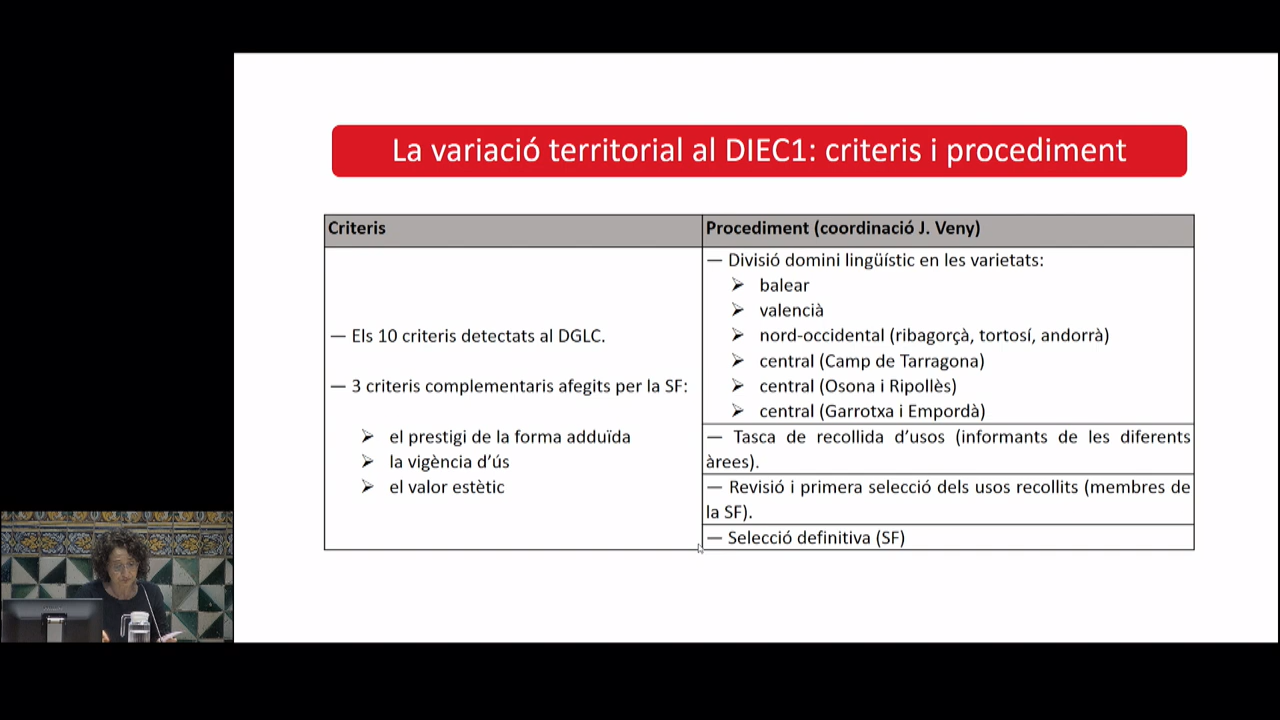 La variació territorial al DIEC1: criteris i procediment
Criteris
— Els 10 criteris detectats al DGLC.
— 3 criteris complementaris afegits per la SF:
➢ el prestigi de la forma adduïda
➢ la vigència d’ús
➢ el valor estètic
Procediment (coordinació J. Veny)
— Divisió domini lingüístic en les varietats:
➢ balear
➢ valencià
➢ nord-occidental (ribagorçà, tortosí, andorrà)
➢ central (Camp de Tarragona)
➢ central (Osona i Ripollès)
➢ central (Garrotxa i Empordà)
— Tasca de recollida d’usos (informants de les diferents
àrees).
— Revisió i primera selecció dels usos recollits (membres de
la SF).
— Selecció definitiva (SF)